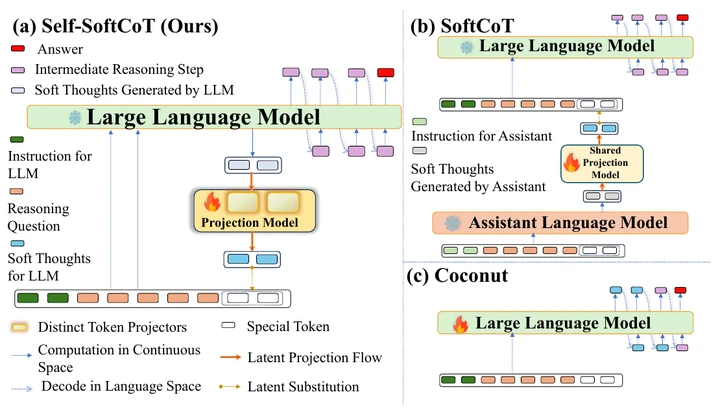 (a) Self-SoftCoT (Ours)
Answer
Intermediate Reasoning Step
Soft Thoughts Generated by LLM
Large Language Model
Instruction for
LLM
Reasoning
Question
Soft Thoughts
for LLM
Projection Model
Distinct Token Projectors
Special Token
Computation in Continuous
Space
Latent Projection Flow
Decode in Language Space
Latent Substitution
(b) SoftCoT
Large Language Model
Instruction for Assistant
Soft Thoughts
Generated by Assistant
Shared
Projection
Model
Assistant Language Model
(c) Coconut
Large Language Model